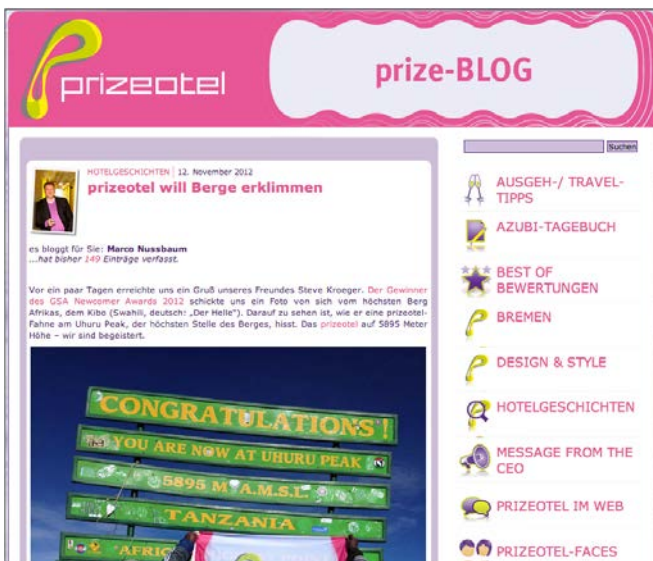 prizeotel
prize-BLOG
Suchen
HOTELGESCHICHTEN | 12. November 2012
prizeotel will Berge erklimmen
es bloggt für Sie: Marco Nussbaum
...hat bisher 149 Einträge verfasst.
Vor ein paar Tagen erreichte uns ein Gruß unseres Freundes Steve Kroeger. Der Gewinner
des GSA Newcomer Awards 2012 schickte uns ein Foto von sich vom höchsten Berg
Afrikas, dem Kibo (Swahili, deutsch: „Der Helle"). Darauf zu sehen ist, wie er eine prizeotel-
Fahne am Uhuru Peak, der höchsten Stelle des Berges, hisst. Das prizeotel auf 5895 Meter
Höhe – wir sind begeistert.
CONGRATULATIONS!
YOU ARE NOW AT UHURU PEAK
5895 M A.M.S.L.
TANZANIA
AUSGEH-/ TRAVEL-
TIPPS
AZUBI-TAGEBUCH
BEST OF
BEWERTUNGEN
BREMEN
DESIGN & STYLE
HOTELGESCHICHTEN
MESSAGE FROM THE
CEO
PRIZEOTEL IM WEB
PRIZEOTEL-FACES